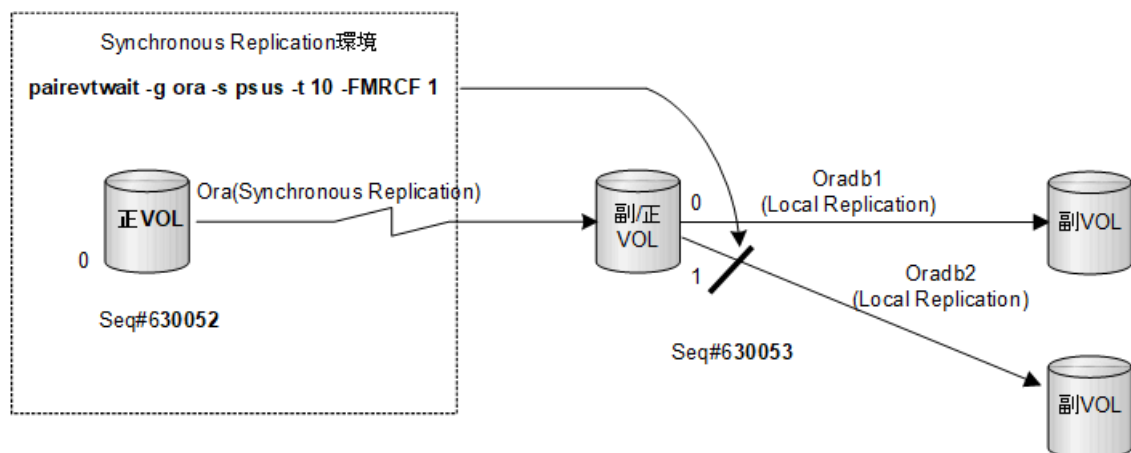 Synchronous Replication環境
pairevtwait -g ora -s psus -t 10 -FMRCF 1
Ora(Synchronous Replication)
正VOL
0
Seq#630052
副/正
VOL
0
1
Seq#630053
Oradb1
(Local Replication)
副VOL
Oradb2
(Local Replication)
副VOL